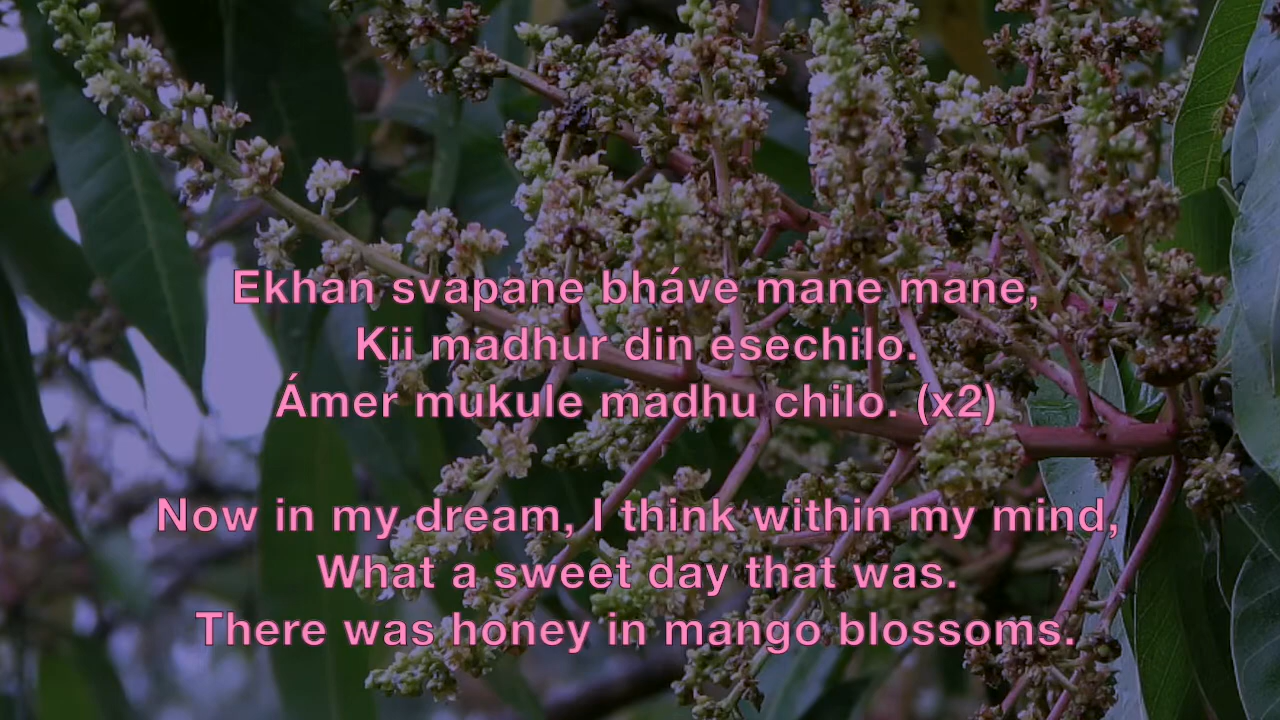 Ekhan svapane bháve mane mane,
Kii madhur din esechilo.
Ámer mukule madhu chilo. (x2)
Now in my dream, I think within my mind,
What a sweet day that was.
There was honey in mango blossoms.